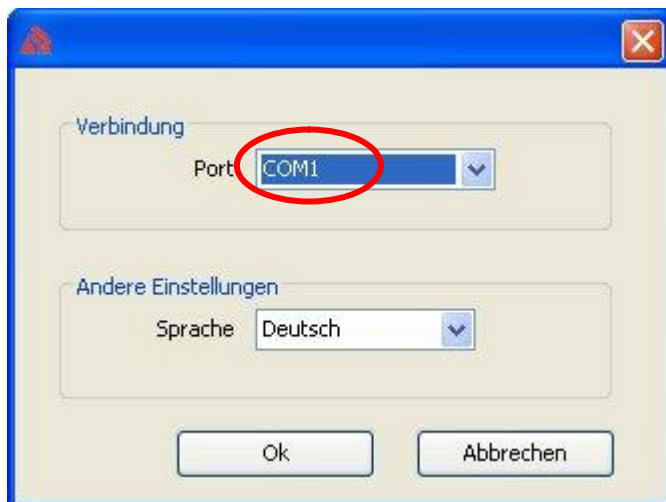 Verbindung
Port COM1
Andere Einstellungen
Sprache Deutsch
Ok Abbrechen